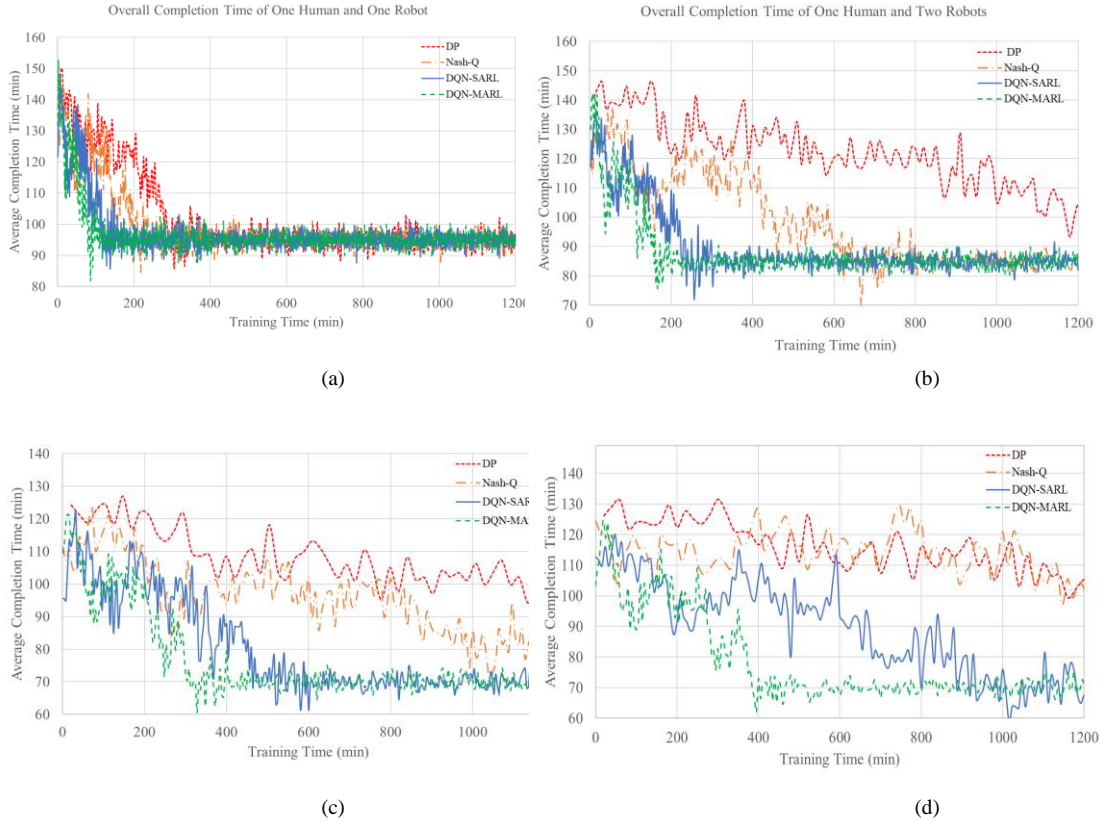 Overall Completion Time of One Human and One Robot
160
150
140
130
120
110
100
90
80
0 200 400 600 800 1000 1200
Average Completion Time (min)
Training Time (min)
DP
Nash-Q
DQN-SARL
DQN-MARL
(a)
Overall Completion Time of One Human and Two Robots
160
150
140
130
120
110
100
90
80
70
0 200 400 600 800 1000 1200
Average Completion Time (min)
Training Time (min)
DP
Nash-Q
DQN-SARL
DQN-MARL
(b)
140
130
120
110
100
90
80
70
60
0 200 400 600 800 1000
Average Completion Time (min)
Training Time (min)
DP
Nash-Q
DQN-SAR
DQN-MA
(c)
140
130
120
110
100
90
80
70
60
0 200 400 600 800 1000 1200
Average Completion Time (min)
Training Time (min)
DP
Nash-Q
DQN-SARL
DQN-MARL
(d)